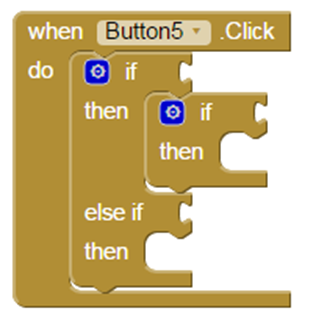 when Button5 .Click
do if
then if
then
else if
then